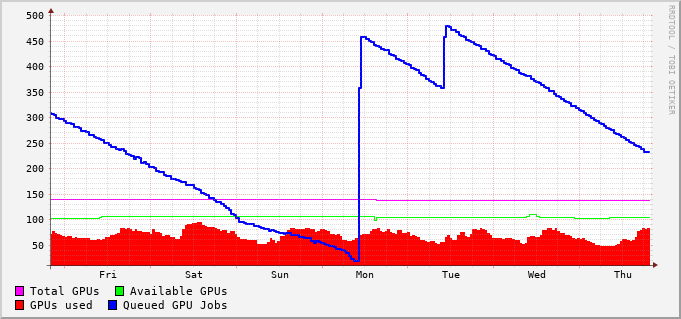 500
450
400
350
300
250
200
150
100
50
Fri Sat Sun Mon Tue Wed Thu
Total GPUs Available GPUs
GPUs used Queued GPU Jobs
RRDTOOL / TOBI OETIKER